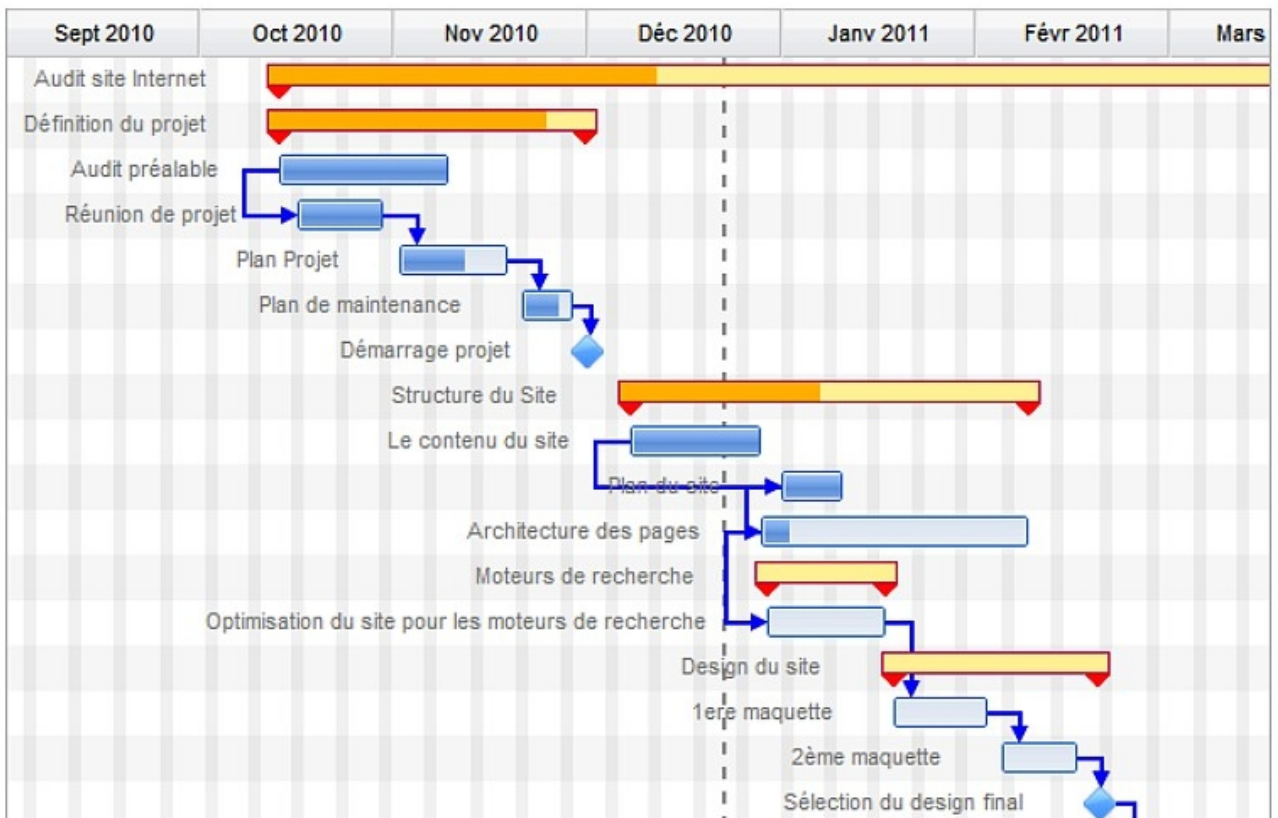 Sept 2010 Oct 2010 Nov 2010 Déc 2010 Janv 2011 Févr 2011 Mars
Audit site Internet
Définition du projet
Audit préalable
Réunion de projet
Plan Projet
Plan de maintenance
Démarrage projet
Structure du Site
Le contenu du site
Plan du site
Architecture des pages
Moteurs de recherche
Optimisation du site pour les moteurs de recherche
Design du site
1ere maquette
2ème maquette
Sélection du design final